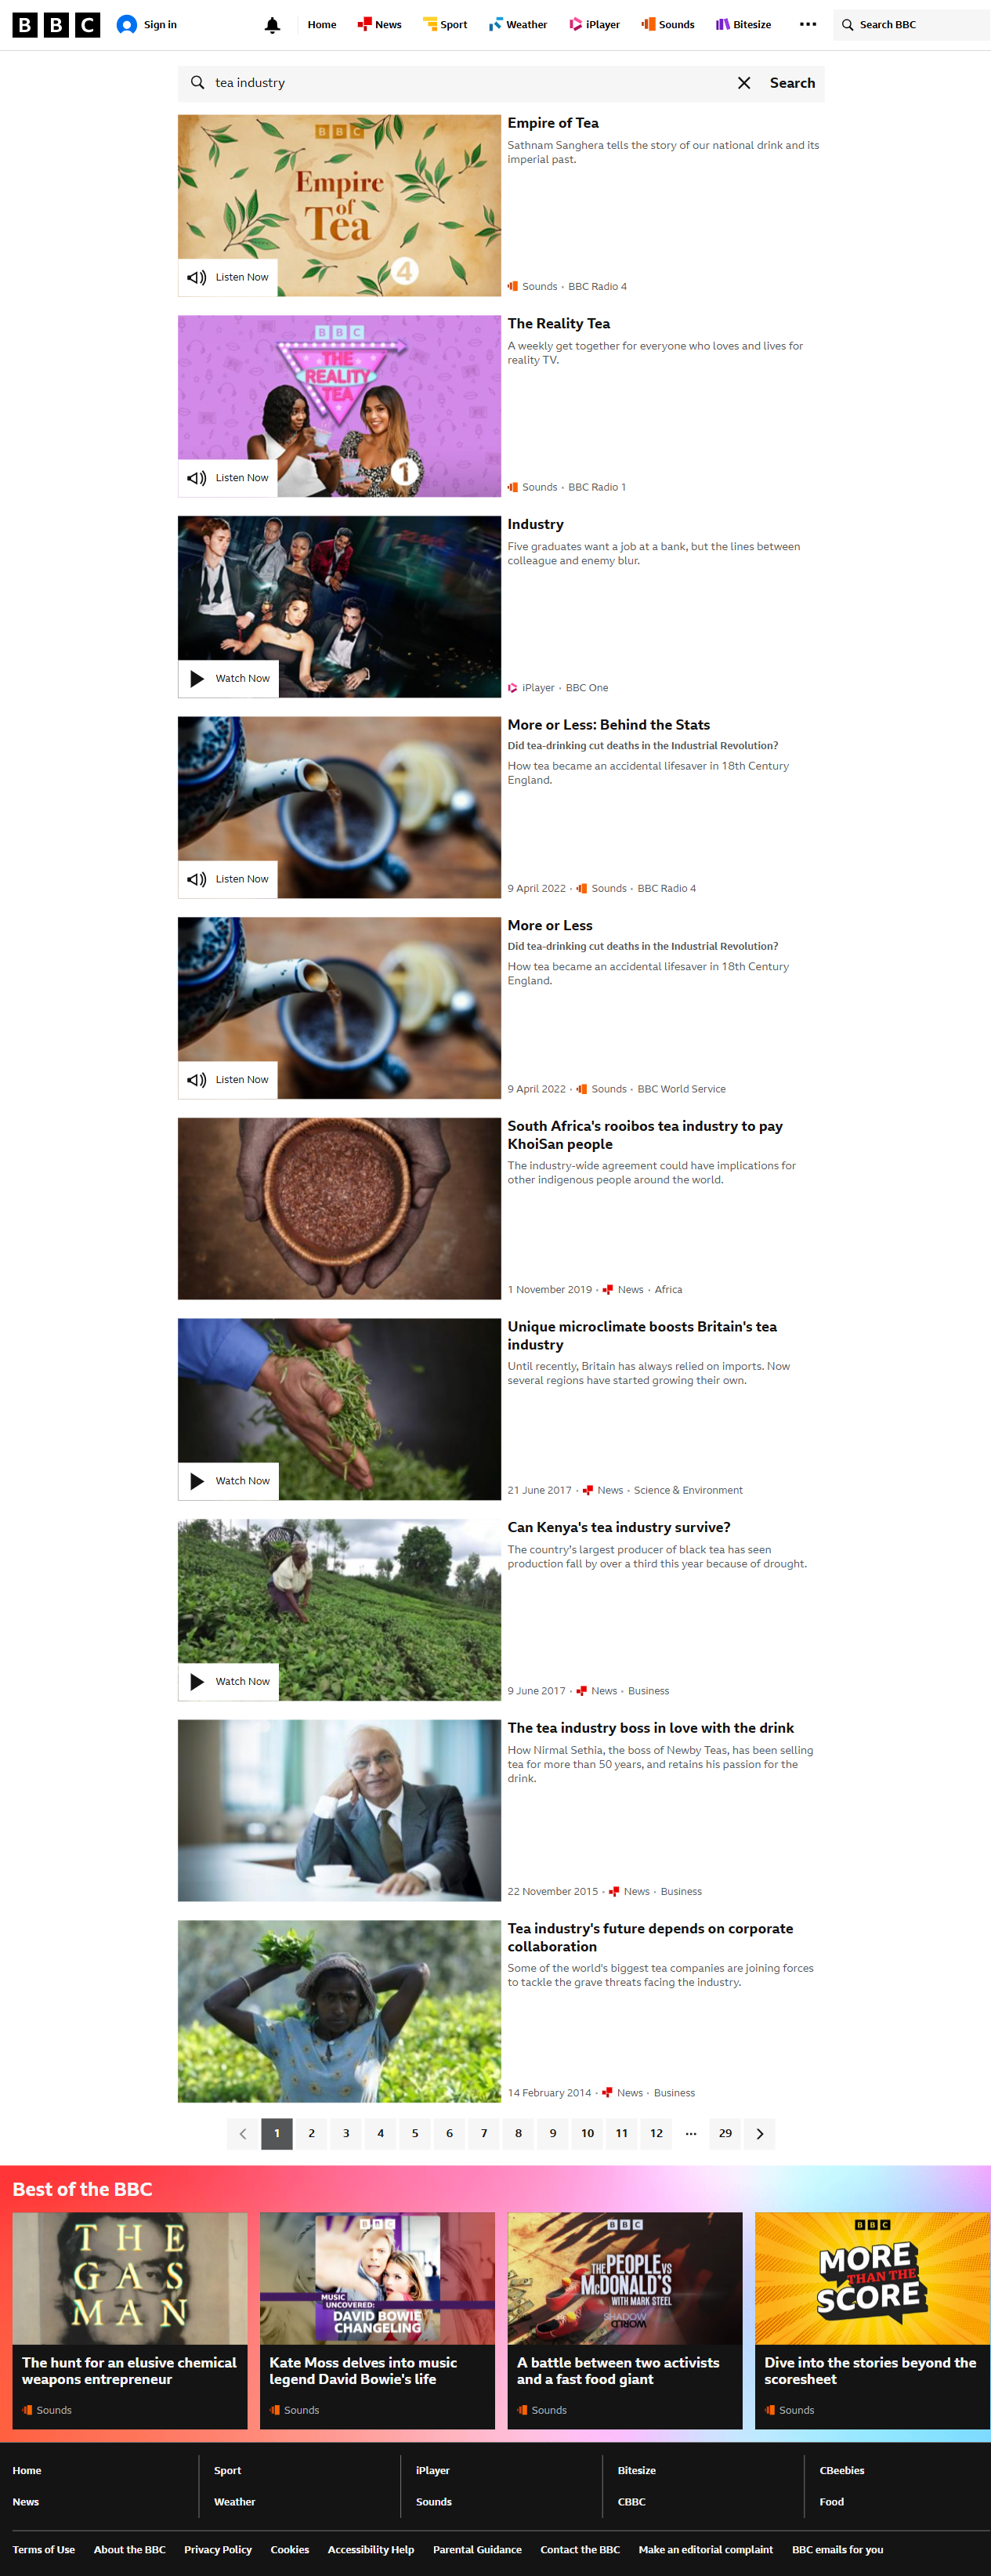 BBC
Sign in
Home
News
Sport
Weather
iPlayer
Sounds
Bitesize
Search BBC
tea industry
Search
BBC
Empire
of
Tea
4
Listen Now
Empire of Tea
Sathnam Sanghera tells the story of our national drink and its
imperial past.
Sounds · BBC Radio 4
BBC
THE
REALITY
TEA
1
Listen Now
The Reality Tea
A weekly get together for everyone who loves and lives for
reality TV.
Sounds · BBC Radio 1
Watch Now
Industry
Five graduates want a job at a bank, but the lines between
colleague and enemy blur.
iPlayer · BBC One
Listen Now
More or Less: Behind the Stats
Did tea-drinking cut deaths in the Industrial Revolution?
How tea became an accidental lifesaver in 18th Century
England.
9 April 2022 · Sounds · BBC Radio 4
Listen Now
More or Less
Did tea-drinking cut deaths in the Industrial Revolution?
How tea became an accidental lifesaver in 18th Century
England.
9 April 2022 · Sounds · BBC World Service
South Africa's rooibos tea industry to pay
KhoiSan people
The industry-wide agreement could have implications for
other indigenous people around the world.
1 November 2019 · News · Africa
Watch Now
Unique microclimate boosts Britain's tea
industry
Until recently, Britain has always relied on imports. Now
several regions have started growing their own.
21 June 2017 · News · Science & Environment
Watch Now
Can Kenya's tea industry survive?
The country's largest producer of black tea has seen
production fall by over a third this year because of drought.
9 June 2017 · News · Business
The tea industry boss in love with the drink
How Nirmal Sethia, the boss of Newby Teas, has been selling
tea for more than 50 years, and retains his passion for the
drink.
22 November 2015 · News · Business
Tea industry's future depends on corporate
collaboration
Some of the world's biggest tea companies are joining forces
to tackle the grave threats facing the industry.
14 February 2014 · News · Business
1 2 3 4 5 6 7 8 9 10 11 12 ... 29
Best of the BBC
THE
GAS
MAN
The hunt for an elusive chemical
weapons entrepreneur
Sounds
BBC
MUSIC
UNCOVERED:
DAVID BOWIE
CHANGELING
Kate Moss delves into music
legend David Bowie's life
Sounds
BBC
THE PEOPLE VS
McDONALD'S
WITH MARK STEEL
SHADOW
WORLD
A battle between two activists
and a fast food giant
Sounds
BBC
MORE
THAN THE
SCORE
Dive into the stories beyond the
scoresheet
Sounds
Home
Sport
iPlayer
Bitesize
CBeebies
News
Weather
Sounds
CBBC
Food
Terms of Use
About the BBC
Privacy Policy
Cookies
Accessibility Help
Parental Guidance
Contact the BBC
Make an editorial complaint
BBC emails for you